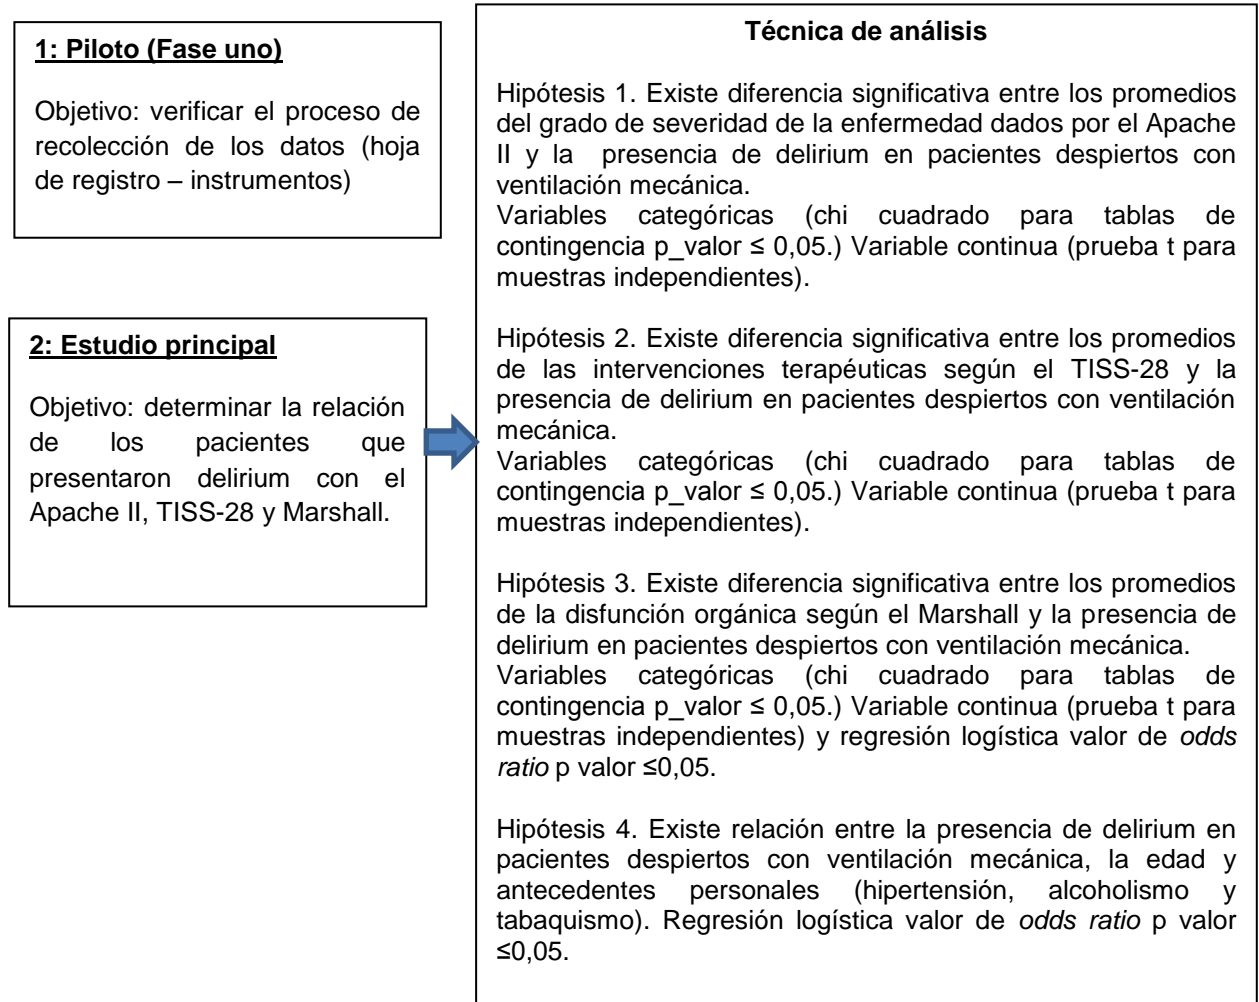 1: Piloto (Fase uno)
Objetivo: verificar el proceso de
recolección de los datos (hoja
de registro – instrumentos)
2: Estudio principal
Objetivo: determinar la relación
de los pacientes que
presentaron delirium con el
Apache II, TISS-28 y Marshall.
Técnica de análisis
Hipótesis 1. Existe diferencia significativa entre los promedios
del grado de severidad de la enfermedad dados por el Apache
II y la presencia de delirium en pacientes despiertos con
ventilación mecánica.
Variables categóricas (chi cuadrado para tablas de
contingencia p_valor ≤ 0,05.) Variable continua (prueba t para
muestras independientes).
Hipótesis 2. Existe diferencia significativa entre los promedios
de las intervenciones terapéuticas según el TISS-28 y la
presencia de delirium en pacientes despiertos con ventilación
mecánica.
Variables categóricas (chi cuadrado para tablas de
contingencia p_valor ≤ 0,05.) Variable continua (prueba t para
muestras independientes).
Hipótesis 3. Existe diferencia significativa entre los promedios
de la disfunción orgánica según el Marshall y la presencia de
delirium en pacientes despiertos con ventilación mecánica.
Variables categóricas (chi cuadrado para tablas de
contingencia p_valor ≤ 0,05.) Variable continua (prueba t para
muestras independientes) y regresión logística valor de odds
ratio p valor ≤0,05.
Hipótesis 4. Existe relación entre la presencia de delirium en
pacientes despiertos con ventilación mecánica, la edad y
antecedentes personales (hipertensión, alcoholismo y
tabaquismo). Regresión logística valor de odds ratio p valor
≤0,05.